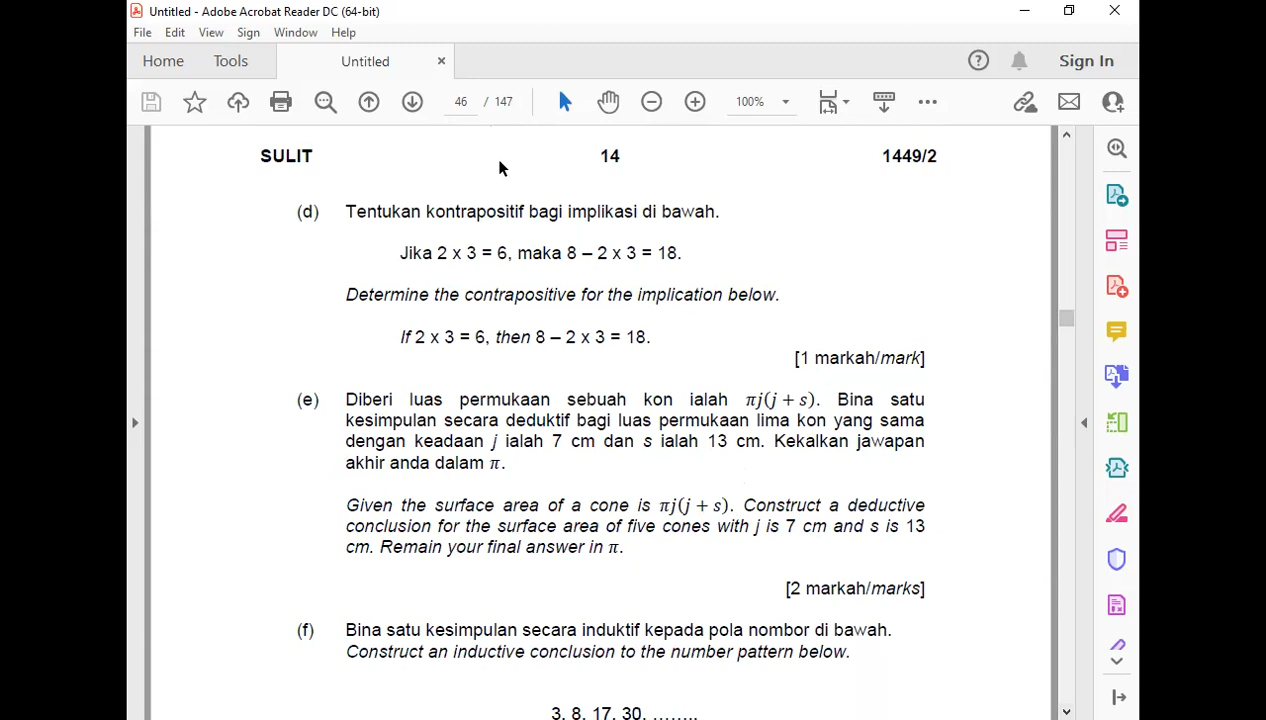 Untitled - Adobe Acrobat Reader DC (64-bit)
File Edit View Sign Window Help
Home Tools Untitled × Sign In
46 / 147 100%
SULIT 14 1449/2
(d) Tentukan kontrapositif bagi implikasi di bawah.
Jika 2 x 3 = 6, maka 8 – 2 x 3 = 18.
Determine the contrapositive for the implication below.
If 2 x 3 = 6, then 8 – 2 x 3 = 18.
[1 markah/mark]
(e) Diberi luas permukaan sebuah kon ialah πj(j + s). Bina satu
kesimpulan secara deduktif bagi luas permukaan lima kon yang sama
dengan keadaan j ialah 7 cm dan s ialah 13 cm. Kekalkan jawapan
akhir anda dalam π.
Given the surface area of a cone is πj(j + s). Construct a deductive
conclusion for the surface area of five cones with j is 7 cm and s is 13
cm. Remain your final answer in π.
[2 markah/marks]
(f) Bina satu kesimpulan secara induktif kepada pola nombor di bawah.
Construct an inductive conclusion to the number pattern below.
3, 8, 17, 30, ........